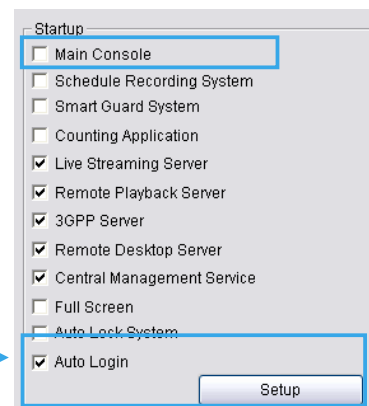 Startup
Main Console
Schedule Recording System
Smart Guard System
Counting Application
Live Streaming Server
Remote Playback Server
3GPP Server
Remote Desktop Server
Central Management Service
Full Screen
Auto Lock System
Auto Login
Setup